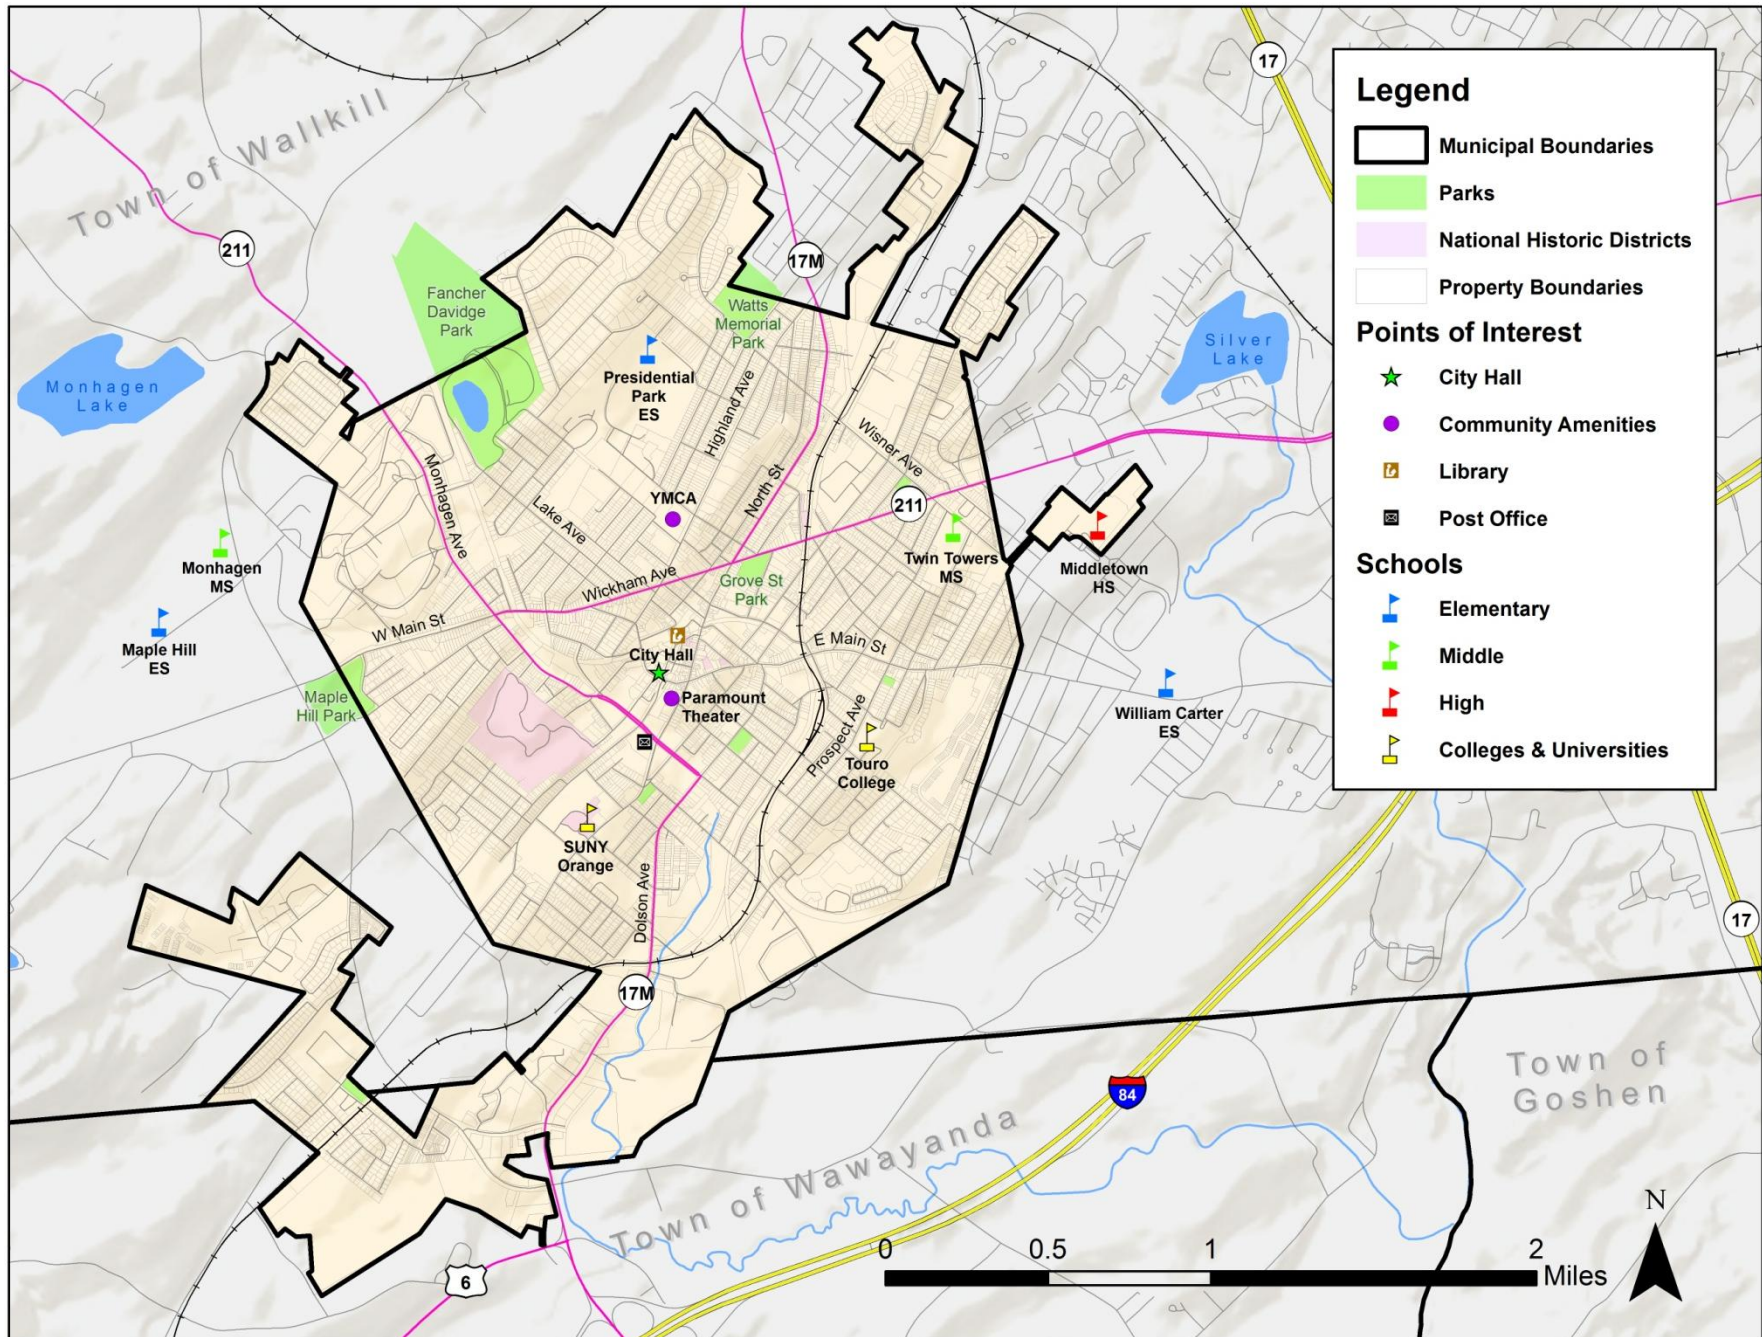 17
Town of Wallkill
211
17M
Fancher
Davidge
Park
Watts
Memorial
Park
Silver
Lake
Monhagen
Lake
Presidential
Park
ES
Highland Ave
Wisner Ave
Monhagen Ave
Lake Ave
YMCA
North St
211
Monhagen
MS
Twin Towers
MS
Middletown
HS
Wickham Ave
Grove St
Park
Maple Hill
ES
W Main St
E Main St
City Hall
Maple
Hill Park
Paramount
Theater
William Carter
ES
Prospect Ave
Touro
College
SUNY
Orange
Dolson Ave
17
17M
Town of
Goshen
84
Town of Wawayanda
6
Legend
Municipal Boundaries
Parks
National Historic Districts
Property Boundaries
Points of Interest
City Hall
Community Amenities
Library
Post Office
Schools
Elementary
Middle
High
Colleges & Universities
N
0 0.5 1 2
Miles